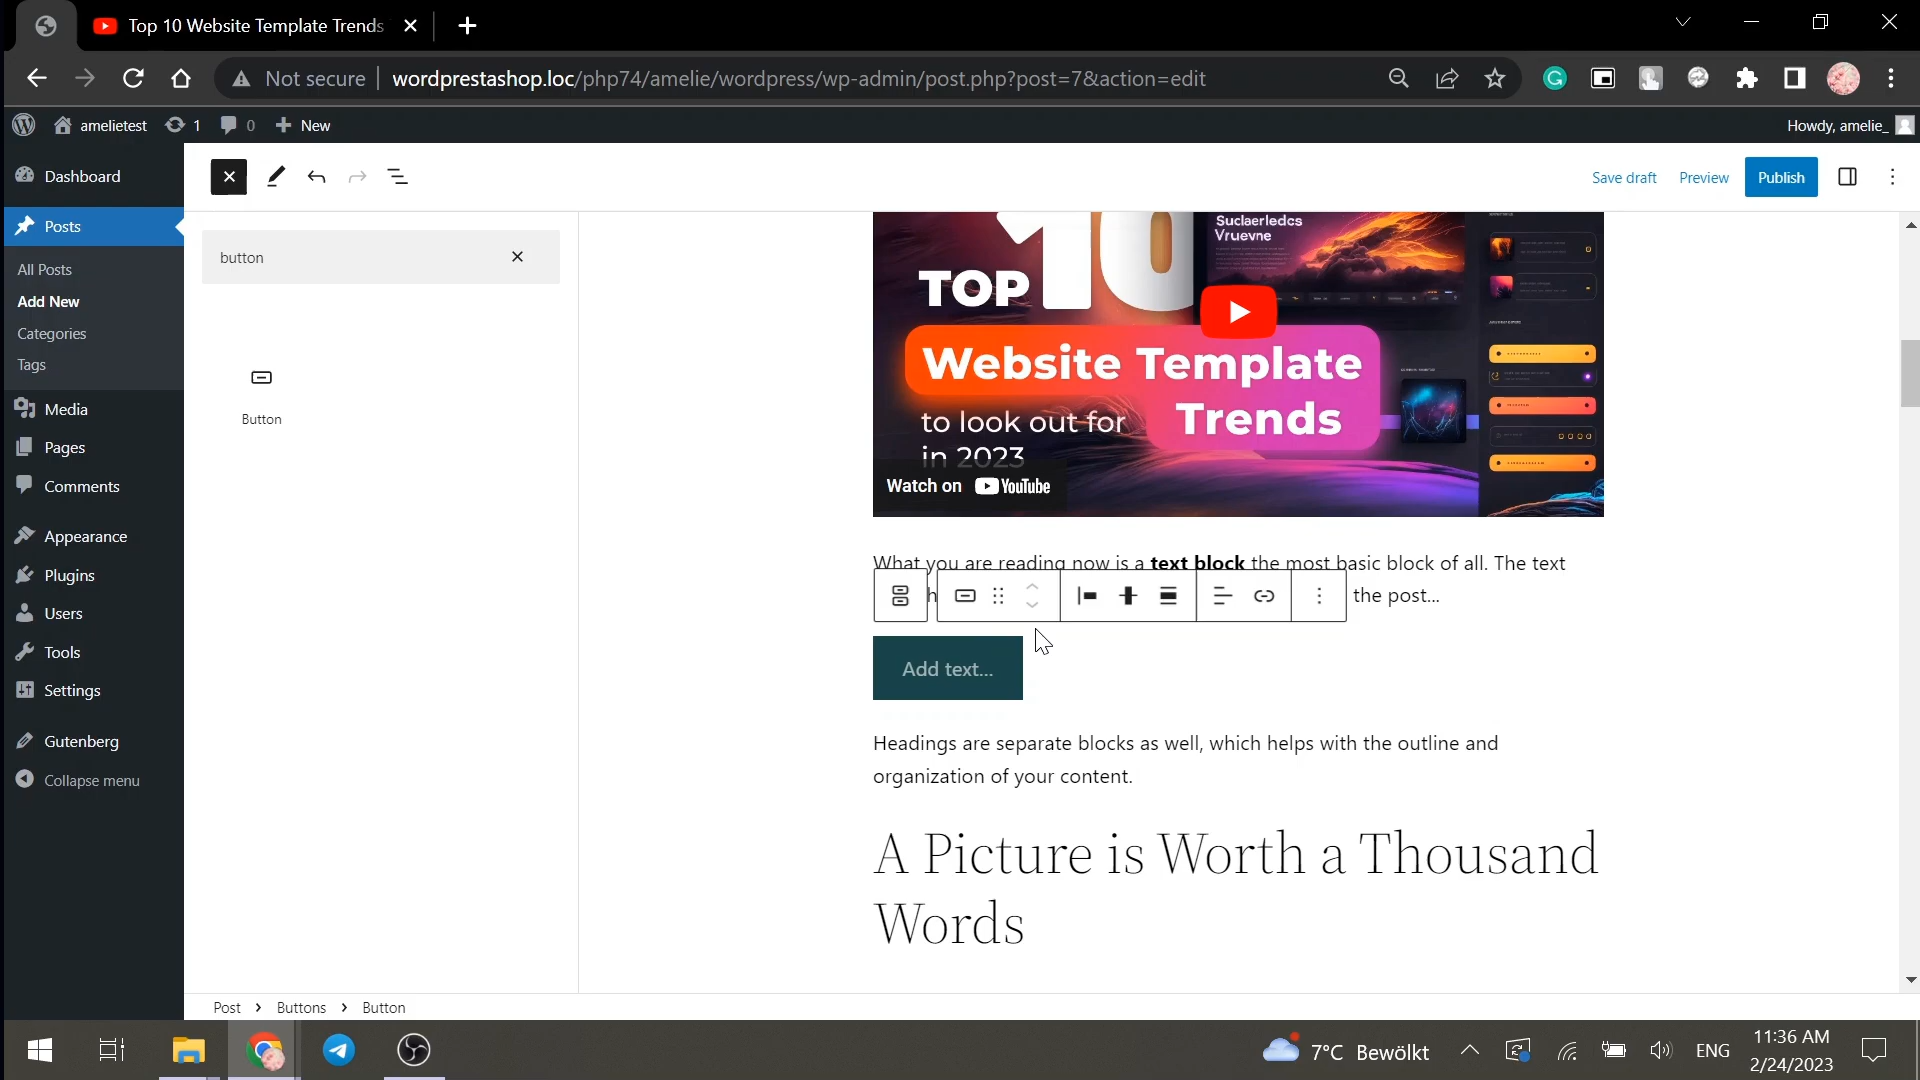 Top 10 Website Template Trends
Not secure
wordprestashop.loc/php74/amelie/wordpress/wp-admin/post.php?post=7&action=edit
amelietest
1
0
New
Howdy, amelie_
Dashboard
Posts
All Posts
Add New
Categories
Tags
Media
Pages
Comments
Appearance
Plugins
Users
Tools
Settings
Gutenberg
Collapse menu
Save draft
Preview
Publish
button
Button
Suclaerledcs
Vruevne
TOP 10
Website Template
Trends
to look out for
in 2023
Watch on YouTube
What you are reading now is a text block the most basic block of all. The text
the post...
Add text...
Headings are separate blocks as well, which helps with the outline and
organization of your content.
A Picture is Worth a Thousand
Words
Post > Buttons > Button
7°C Bewölkt
ENG
11:36 AM
2/24/2023